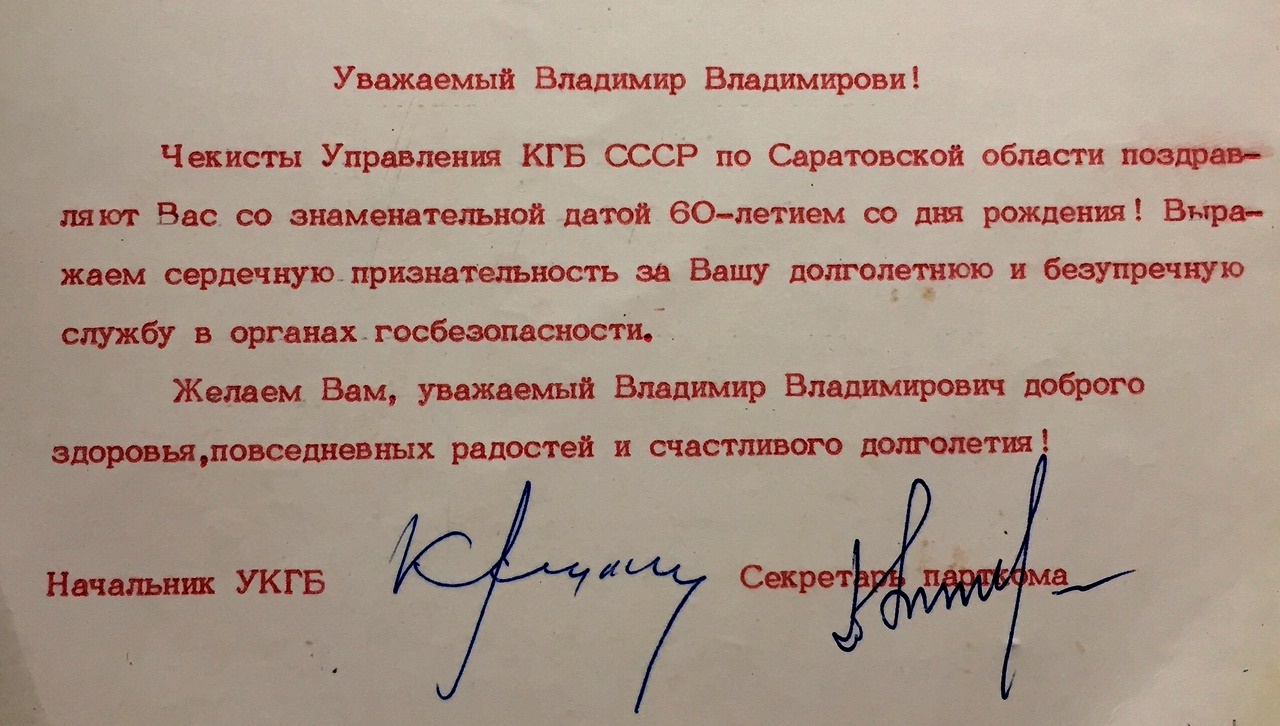 Уважаемый Владимир Владимирови!
Чекисты Управления КГБ СССР по Саратовской области поздрав-
ляют Вас со знаменательной датой 60-летием со дня рождения! Выра-
жаем сердечную признательность за Вашу долголетнюю и безупречную
службу в органах госбезопасности.
Желаем Вам, уважаемый Владимир Владимирович доброго
здоровья,повседневных радостей и счастливого долголетия!
Начальник УКГБ Секретарь парткома